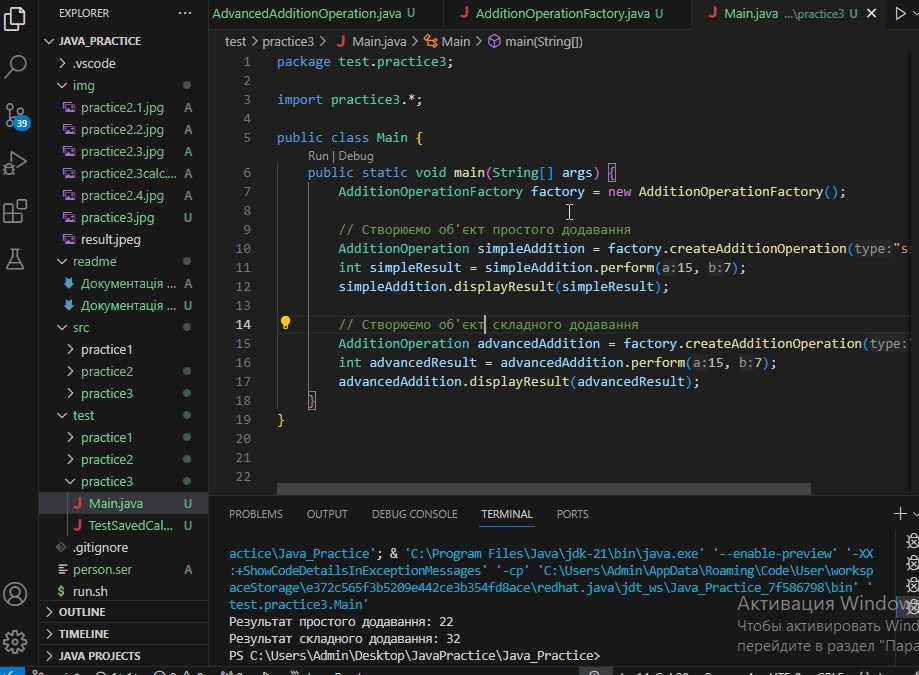 EXPLORER ...
AdvancedAdditionOperation.java U
AdditionOperationFactory.java U
Main.java ...\practice3 U
JAVA_PRACTICE
.vscode
img
practice2.1.jpg A
practice2.2.jpg A
practice2.3.jpg A
practice2.3calc.... A
practice2.4.jpg A
practice3.jpg U
result.jpeg
readme
Документація ... A
Документація ... U
src
practice1
practice2
practice3
test
practice1
practice2
practice3
Main.java U
TestSavedCal... U
.gitignore
person.ser A
run.sh
OUTLINE
TIMELINE
JAVA PROJECTS
39
test > practice3 > Main.java > Main > main(String[])
1 package test.practice3;
2
3 import practice3.*;
4
5 public class Main {
Run | Debug
6 public static void main(String[] args) {
7 AdditionOperationFactory factory = new AdditionOperationFactory();
8
9 // Створюємо об'єкт простого додавання
10 AdditionOperation simpleAddition = factory.createAdditionOperation(type:"s
11 int simpleResult = simpleAddition.perform(a:15, b:7);
12 simpleAddition.displayResult(simpleResult);
13
14 // Створюємо об'єкт складного додавання
15 AdditionOperation advancedAddition = factory.createAdditionOperation(type:
16 int advancedResult = advancedAddition.perform(a:15, b:7);
17 advancedAddition.displayResult(advancedResult);
18 }
19 }
20
21
22
PROBLEMS OUTPUT DEBUG CONSOLE TERMINAL PORTS
actice\Java_Practice'; & 'C:\Program Files\Java\jdk-21\bin\java.exe' '--enable-preview' '-XX
:+ShowCodeDetailsInExceptionMessages' '-cp' 'C:\Users\Admin\AppData\Roaming\Code\User\worksp
aceStorage\e372c565f3b5209e442ce3b354fd8ace\redhat.java\jdt_ws\Java_Practice_7f586798\bin' '
test.practice3.Main'
Результат простого додавання: 22
Результат складного додавання: 32
PS C:\Users\Admin\Desktop\JavaPractice\Java_Practice>
Активация Window
Чтобы активировать Wind
перейдите в раздел "Пара